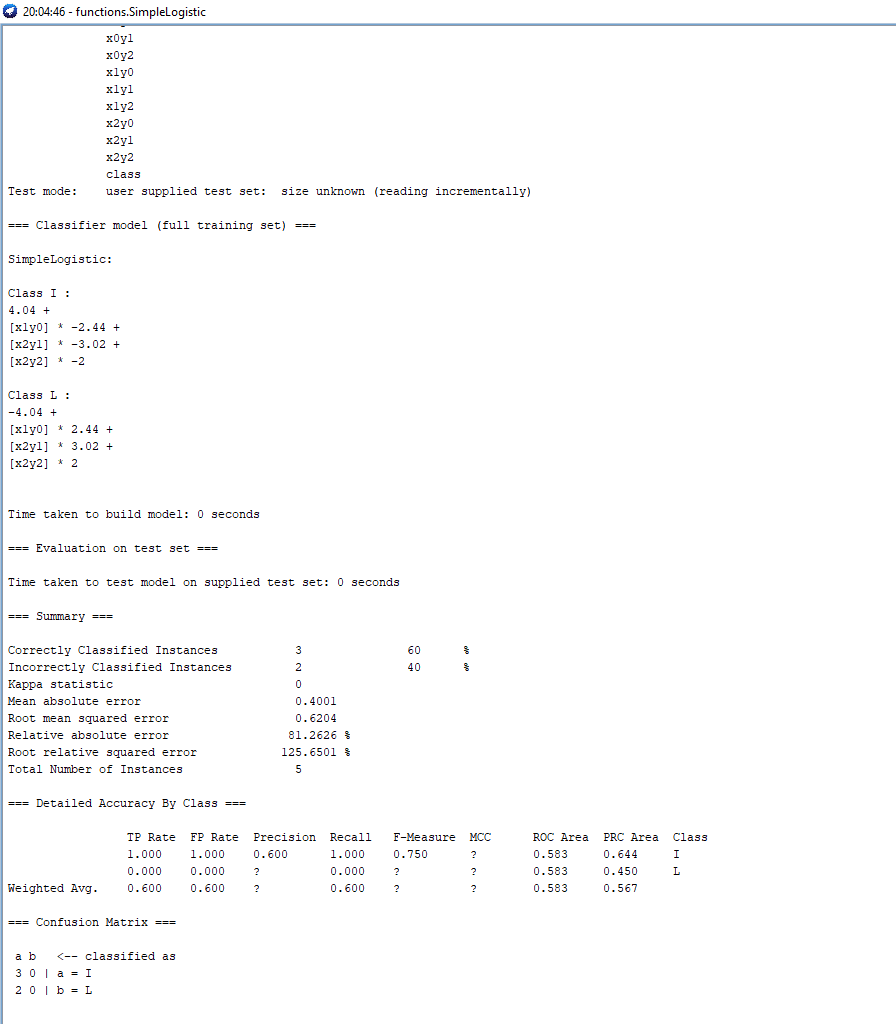 20:04:46 - functions.SimpleLogistic
x0y1
x0y2
x1y0
x1y1
x1y2
x2y0
x2y1
x2y2
class
Test mode:    user supplied test set:  size unknown (reading incrementally)
=== Classifier model (full training set) ===
SimpleLogistic:
Class I :
4.04 +
[x1y0] * -2.44 +
[x2y1] * -3.02 +
[x2y2] * -2
Class L :
-4.04 +
[x1y0] * 2.44 +
[x2y1] * 3.02 +
[x2y2] * 2
Time taken to build model: 0 seconds
=== Evaluation on test set ===
Time taken to test model on supplied test set: 0 seconds
=== Summary ===
Correctly Classified Instances           3               60      %
Incorrectly Classified Instances         2               40      %
Kappa statistic                          0
Mean absolute error                      0.4001
Root mean squared error                  0.6204
Relative absolute error                 81.2626 %
Root relative squared error            125.6501 %
Total Number of Instances                5
=== Detailed Accuracy By Class ===
TP Rate  FP Rate  Precision  Recall   F-Measure  MCC      ROC Area  PRC Area  Class
1.000    1.000    0.600      1.000    0.750      ?        0.583     0.644     I
0.000    0.000    ?          0.000    ?          ?        0.583     0.450     L
Weighted Avg.    0.600    0.600    ?          0.600    ?          ?        0.583     0.567
=== Confusion Matrix ===
a b   <-- classified as
3 0 | a = I
2 0 | b = L